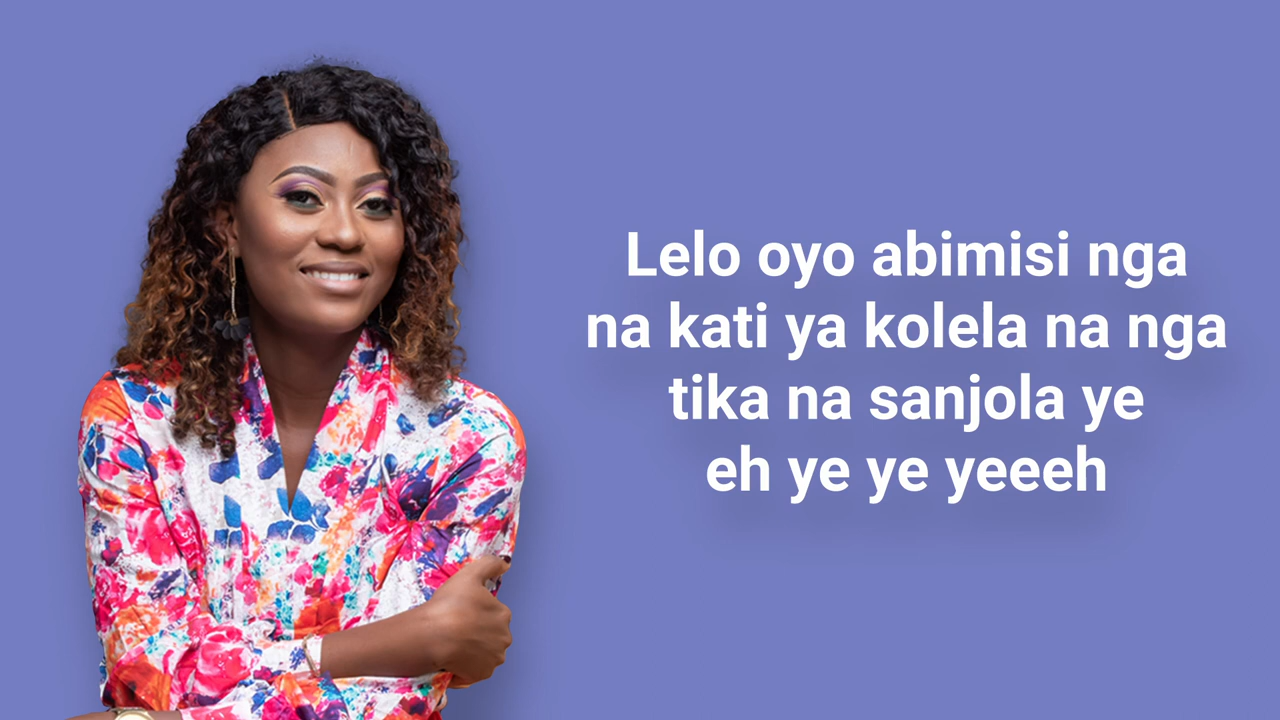 Lelo oyo abimisi nga
na kati ya kolela na nga
tika na sanjola ye
eh ye ye yeeeh